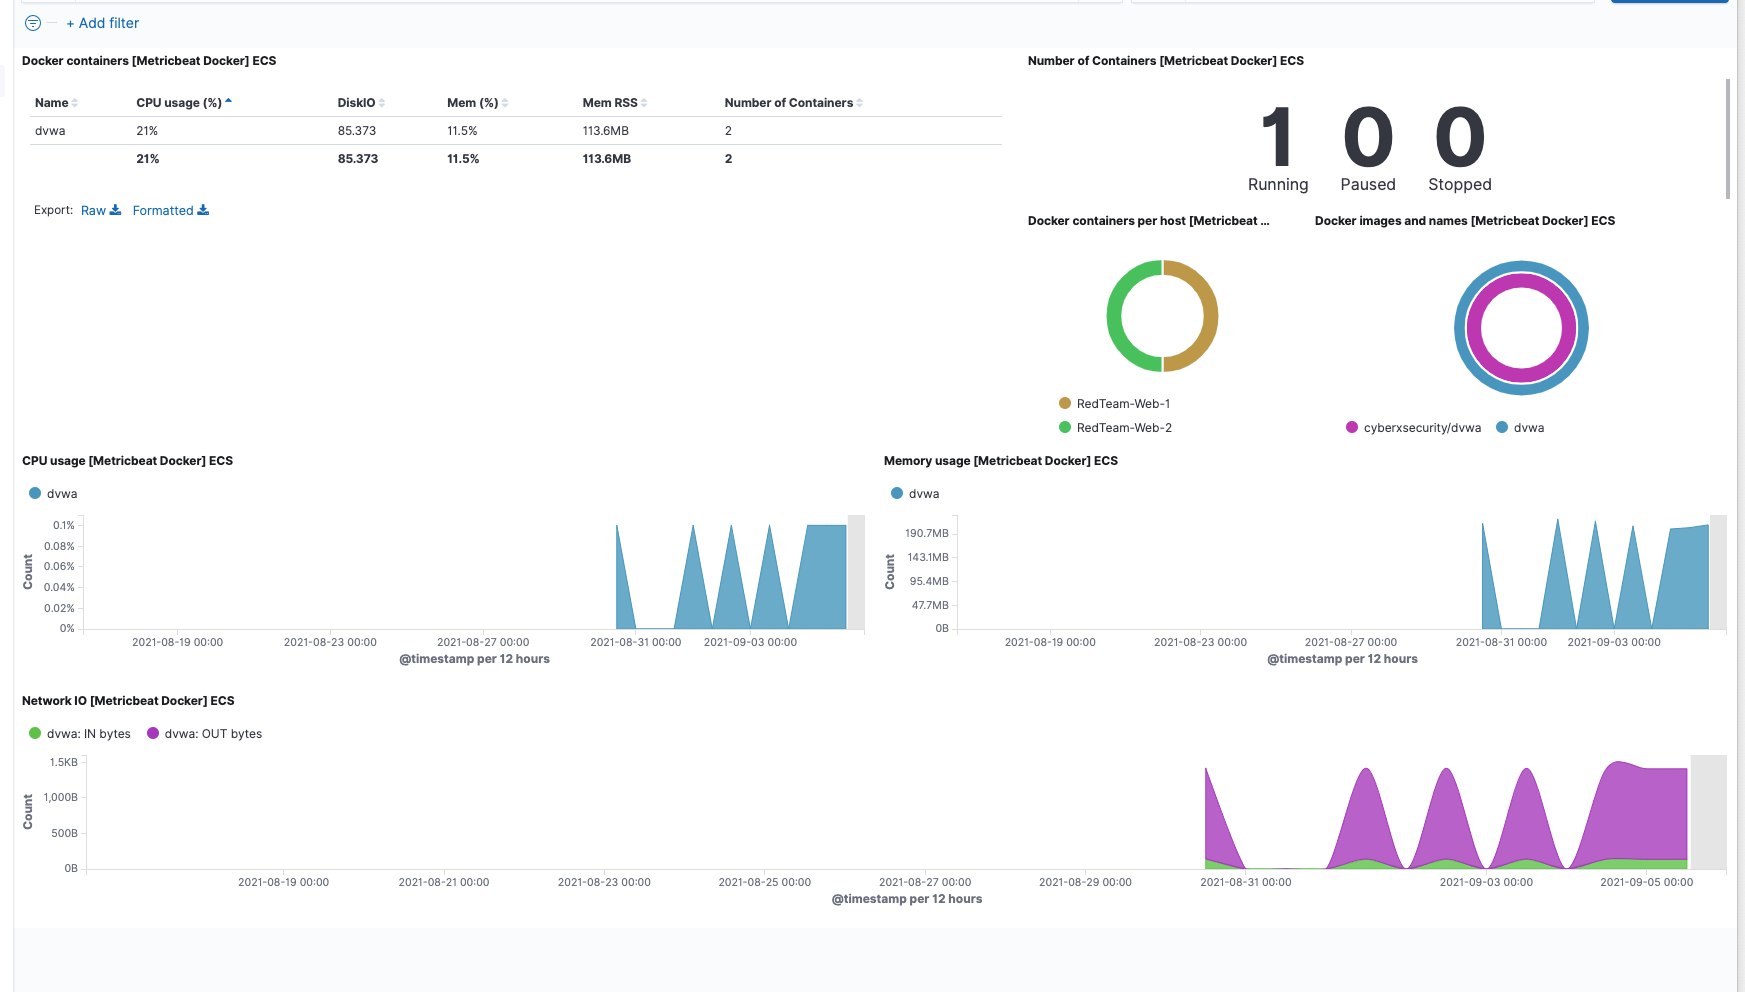 + Add filter
Docker containers [Metricbeat Docker] ECS
Name CPU usage (%) DiskIO Mem (%) Mem RSS Number of Containers
dvwa 21% 85.373 11.5% 113.6MB 2
21% 85.373 11.5% 113.6MB 2
Export: Raw Formatted
Number of Containers [Metricbeat Docker] ECS
1 0 0
Running Paused Stopped
Docker containers per host [Metricbeat ...
RedTeam-Web-1
RedTeam-Web-2
Docker images and names [Metricbeat Docker] ECS
cyberxsecurity/dvwa dvwa
CPU usage [Metricbeat Docker] ECS
dvwa
Count
0.1%
0.08%
0.06%
0.04%
0.02%
0%
2021-08-19 00:00 2021-08-23 00:00 2021-08-27 00:00 2021-08-31 00:00 2021-09-03 00:00
@timestamp per 12 hours
Memory usage [Metricbeat Docker] ECS
dvwa
Count
190.7MB
143.1MB
95.4MB
47.7MB
0B
2021-08-19 00:00 2021-08-23 00:00 2021-08-27 00:00 2021-08-31 00:00 2021-09-03 00:00
@timestamp per 12 hours
Network IO [Metricbeat Docker] ECS
dvwa: IN bytes dvwa: OUT bytes
Count
1.5KB
1,000B
500B
0B
2021-08-19 00:00 2021-08-21 00:00 2021-08-23 00:00 2021-08-25 00:00 2021-08-27 00:00 2021-08-29 00:00 2021-08-31 00:00 2021-09-03 00:00 2021-09-05 00:00
@timestamp per 12 hours